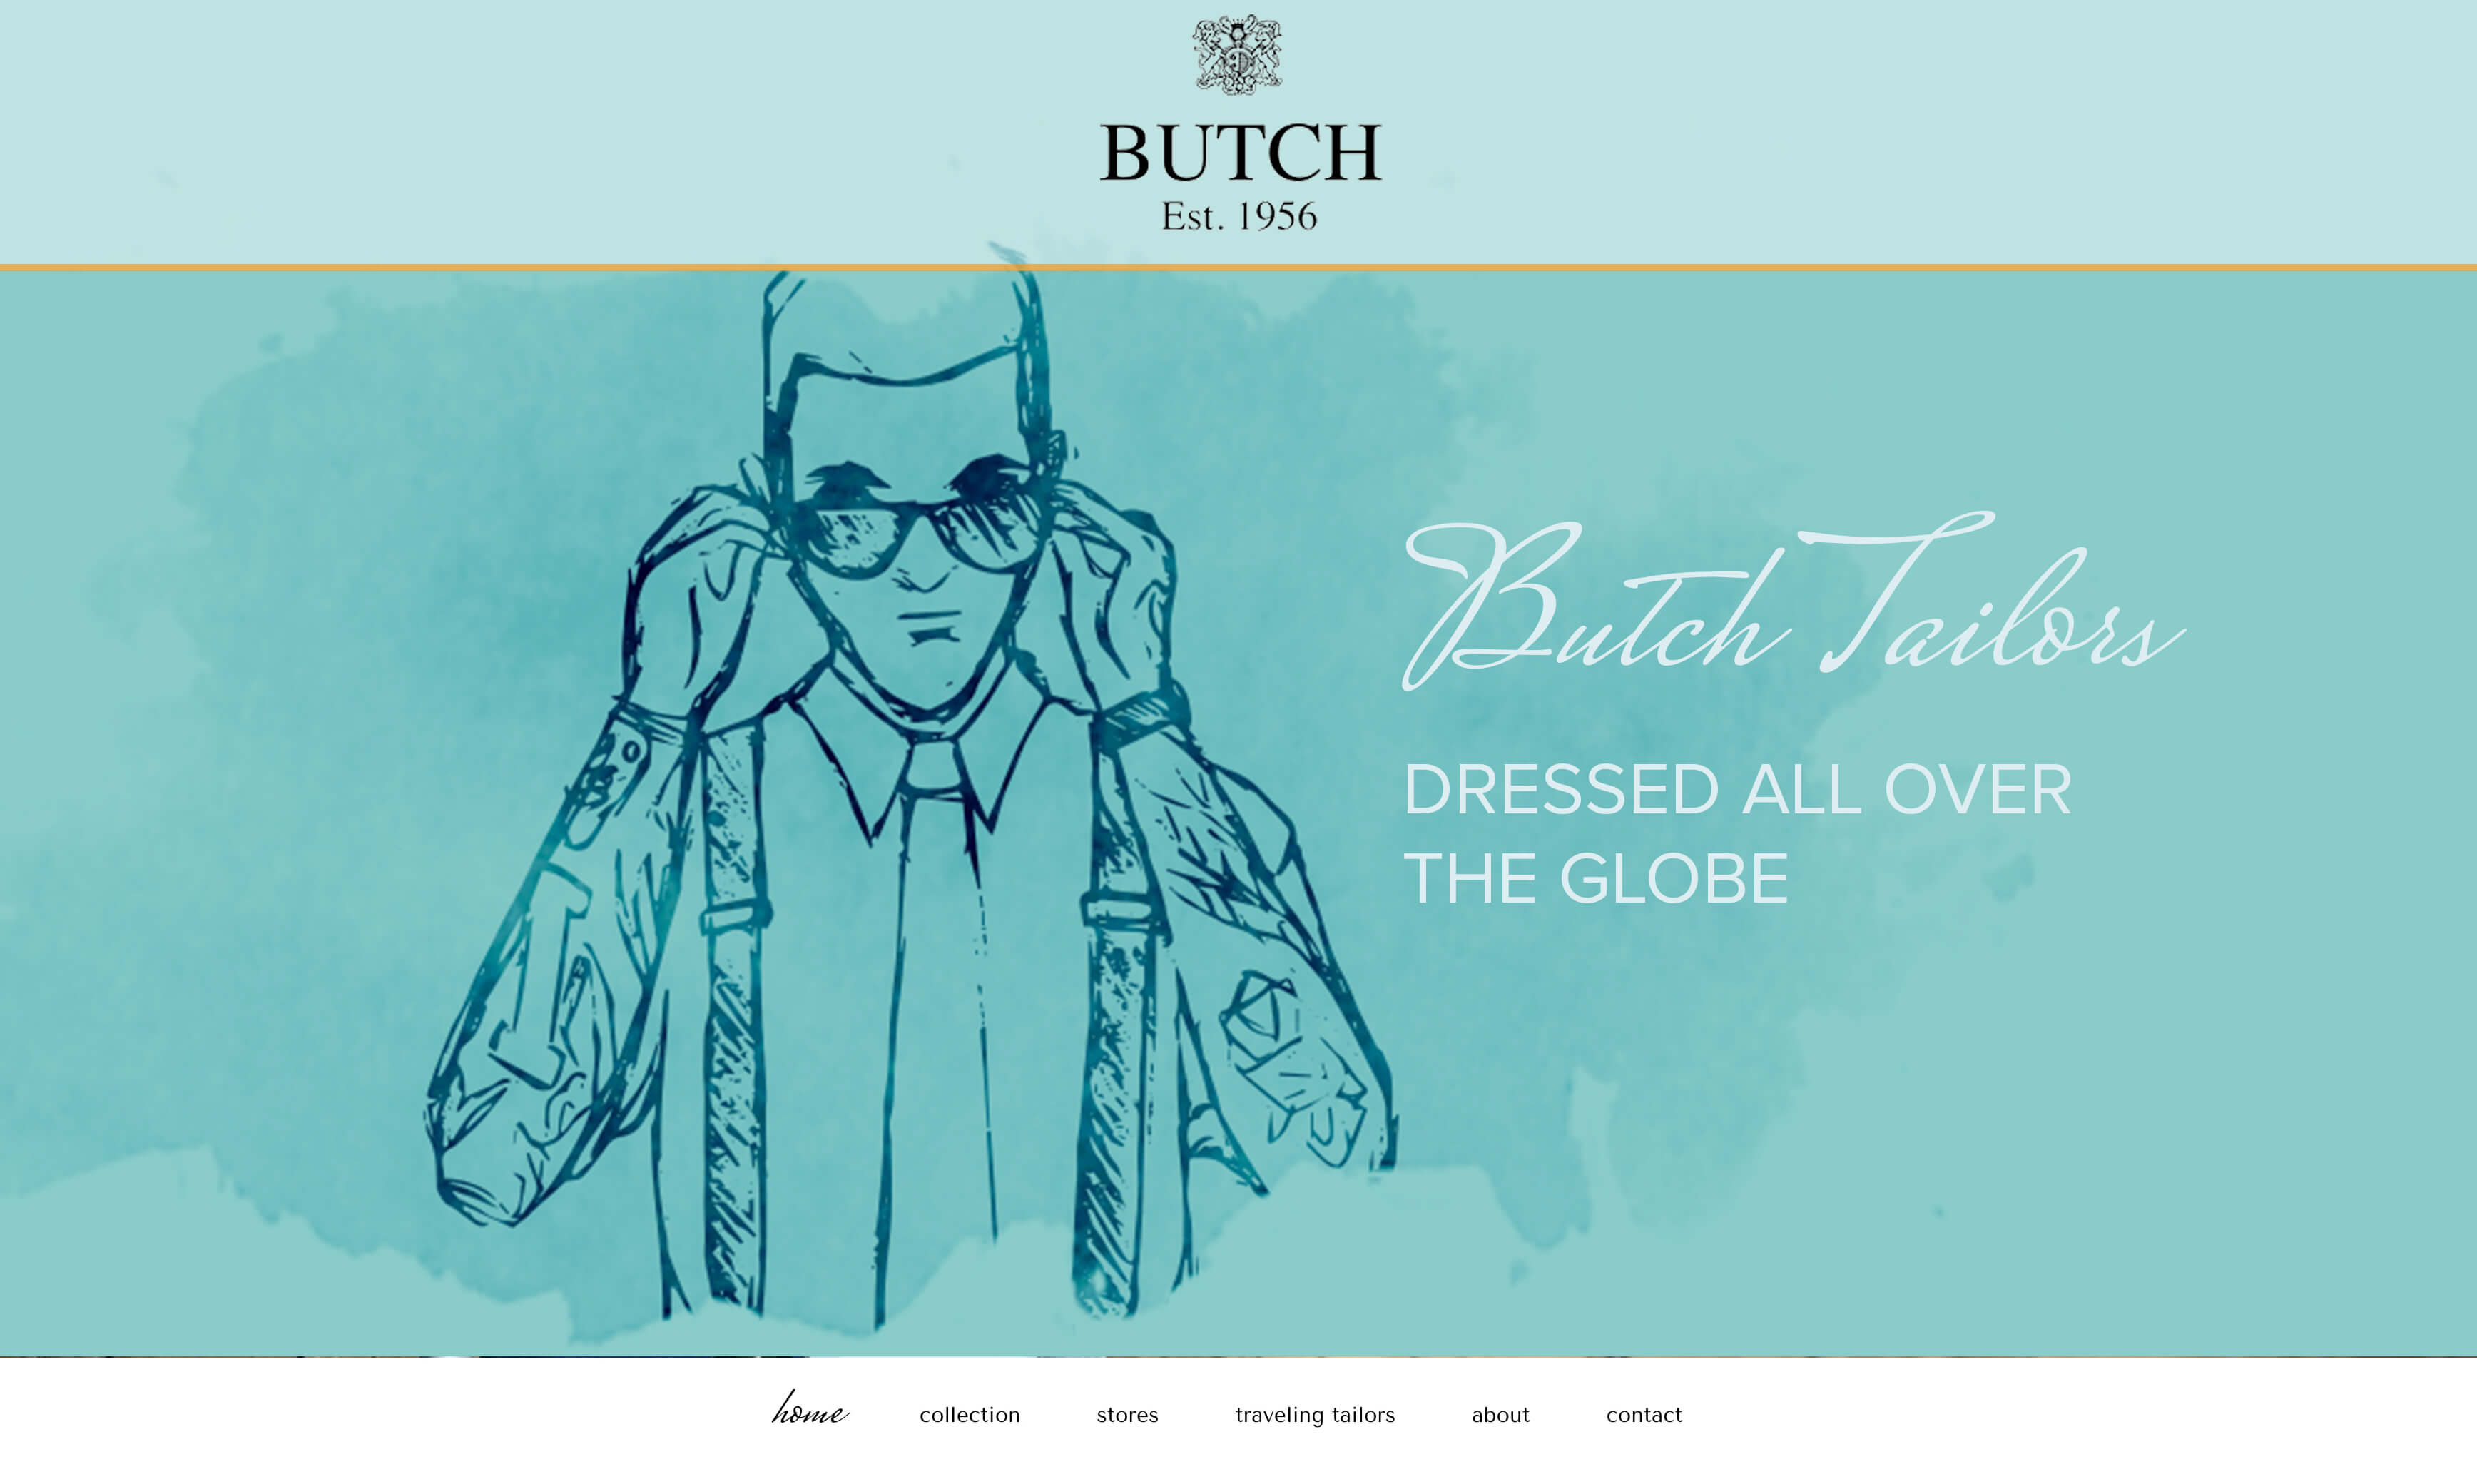 BUTCH
Est. 1956
Butch Tailors
DRESSED ALL OVER
THE GLOBE
home collection stores traveling tailors about contact